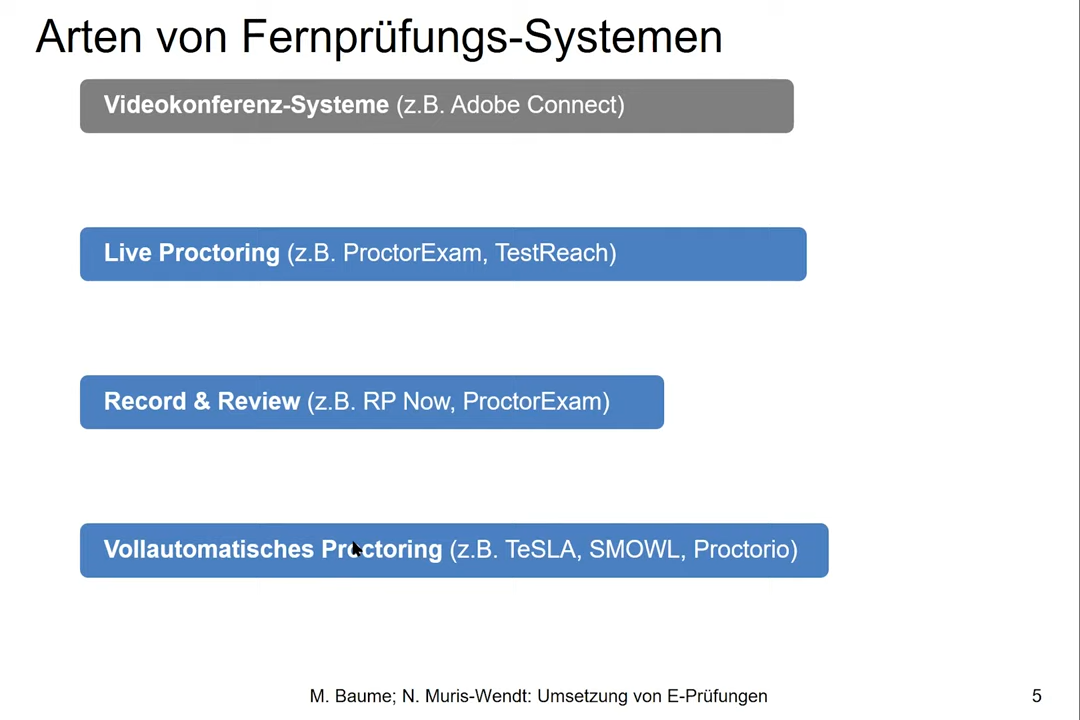 Arten von Fernprüfungs-Systemen
Videokonferenz-Systeme (z.B. Adobe Connect)
Live Proctoring (z.B. ProctorExam, TestReach)
Record & Review (z.B. RP Now, ProctorExam)
Vollautomatisches Proctoring (z.B. TeSLA, SMOWL, Proctorio)
M. Baume; N. Muris-Wendt: Umsetzung von E-Prüfungen
5